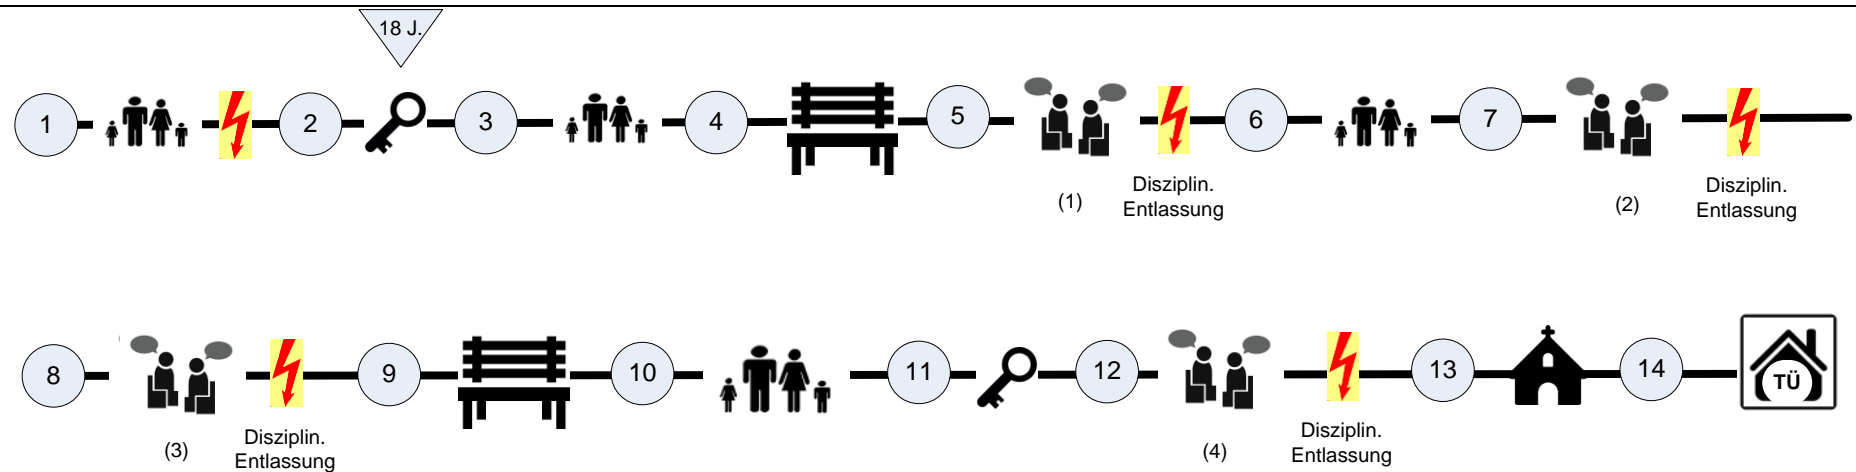 18 J.
1
2
3
4
5
6
7
(1)
Disziplin.
Entlassung
(2)
Disziplin.
Entlassung
8
9
10
11
12
13
14
TÜ
(3)
Disziplin.
Entlassung
(4)
Disziplin.
Entlassung